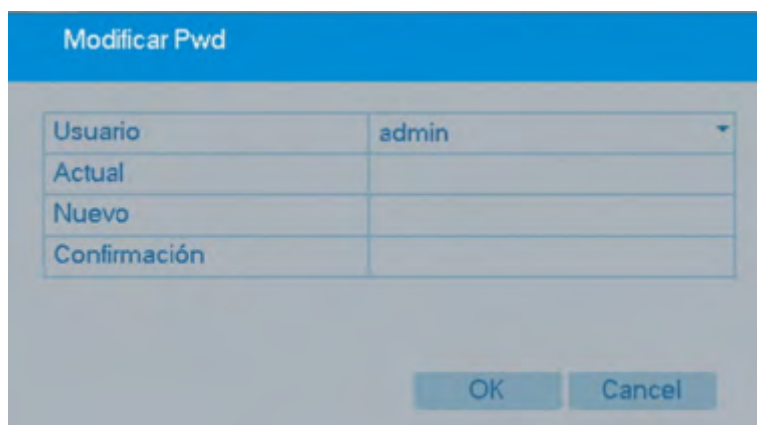 Modificar Pwd
Usuario admin
Actual
Nuevo
Confirmación
OK Cancel